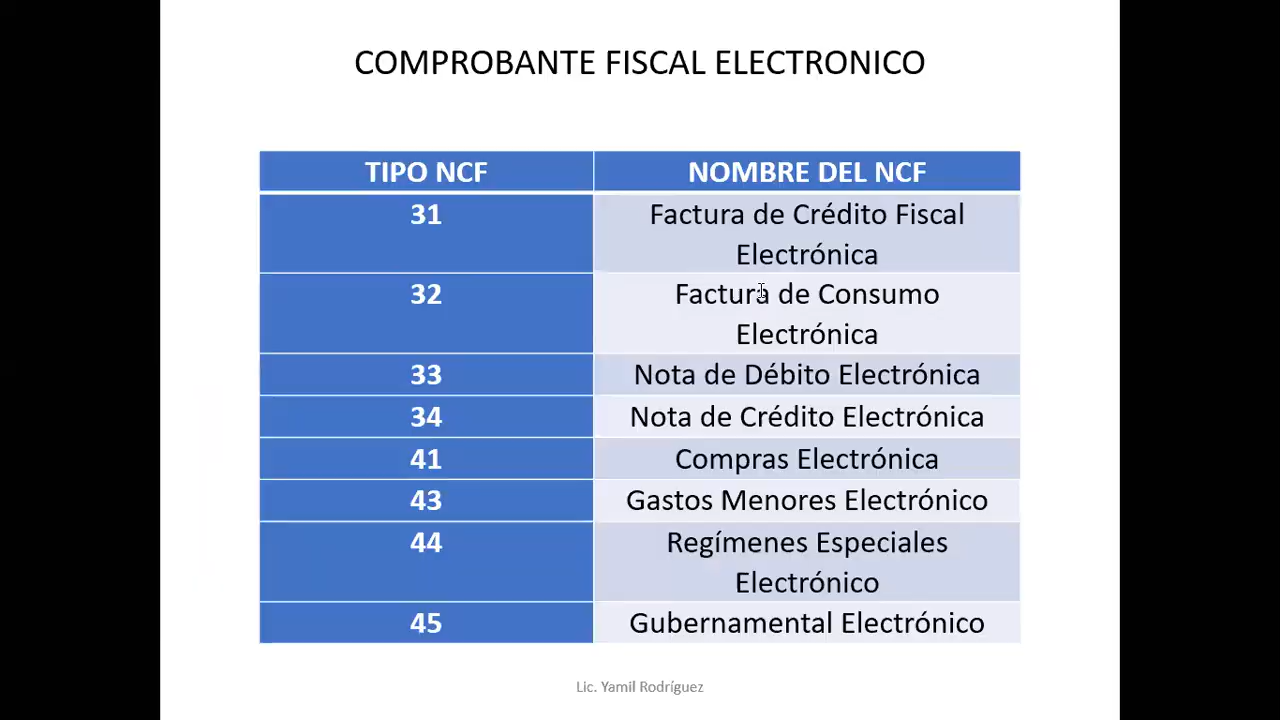 COMPROBANTE FISCAL ELECTRONICO
TIPO NCF NOMBRE DEL NCF
31 Factura de Crédito Fiscal
Electrónica
32 Factura de Consumo
Electrónica
33 Nota de Débito Electrónica
34 Nota de Crédito Electrónica
41 Compras Electrónica
43 Gastos Menores Electrónico
44 Regímenes Especiales
Electrónico
45 Gubernamental Electrónico
Lic. Yamil Rodríguez